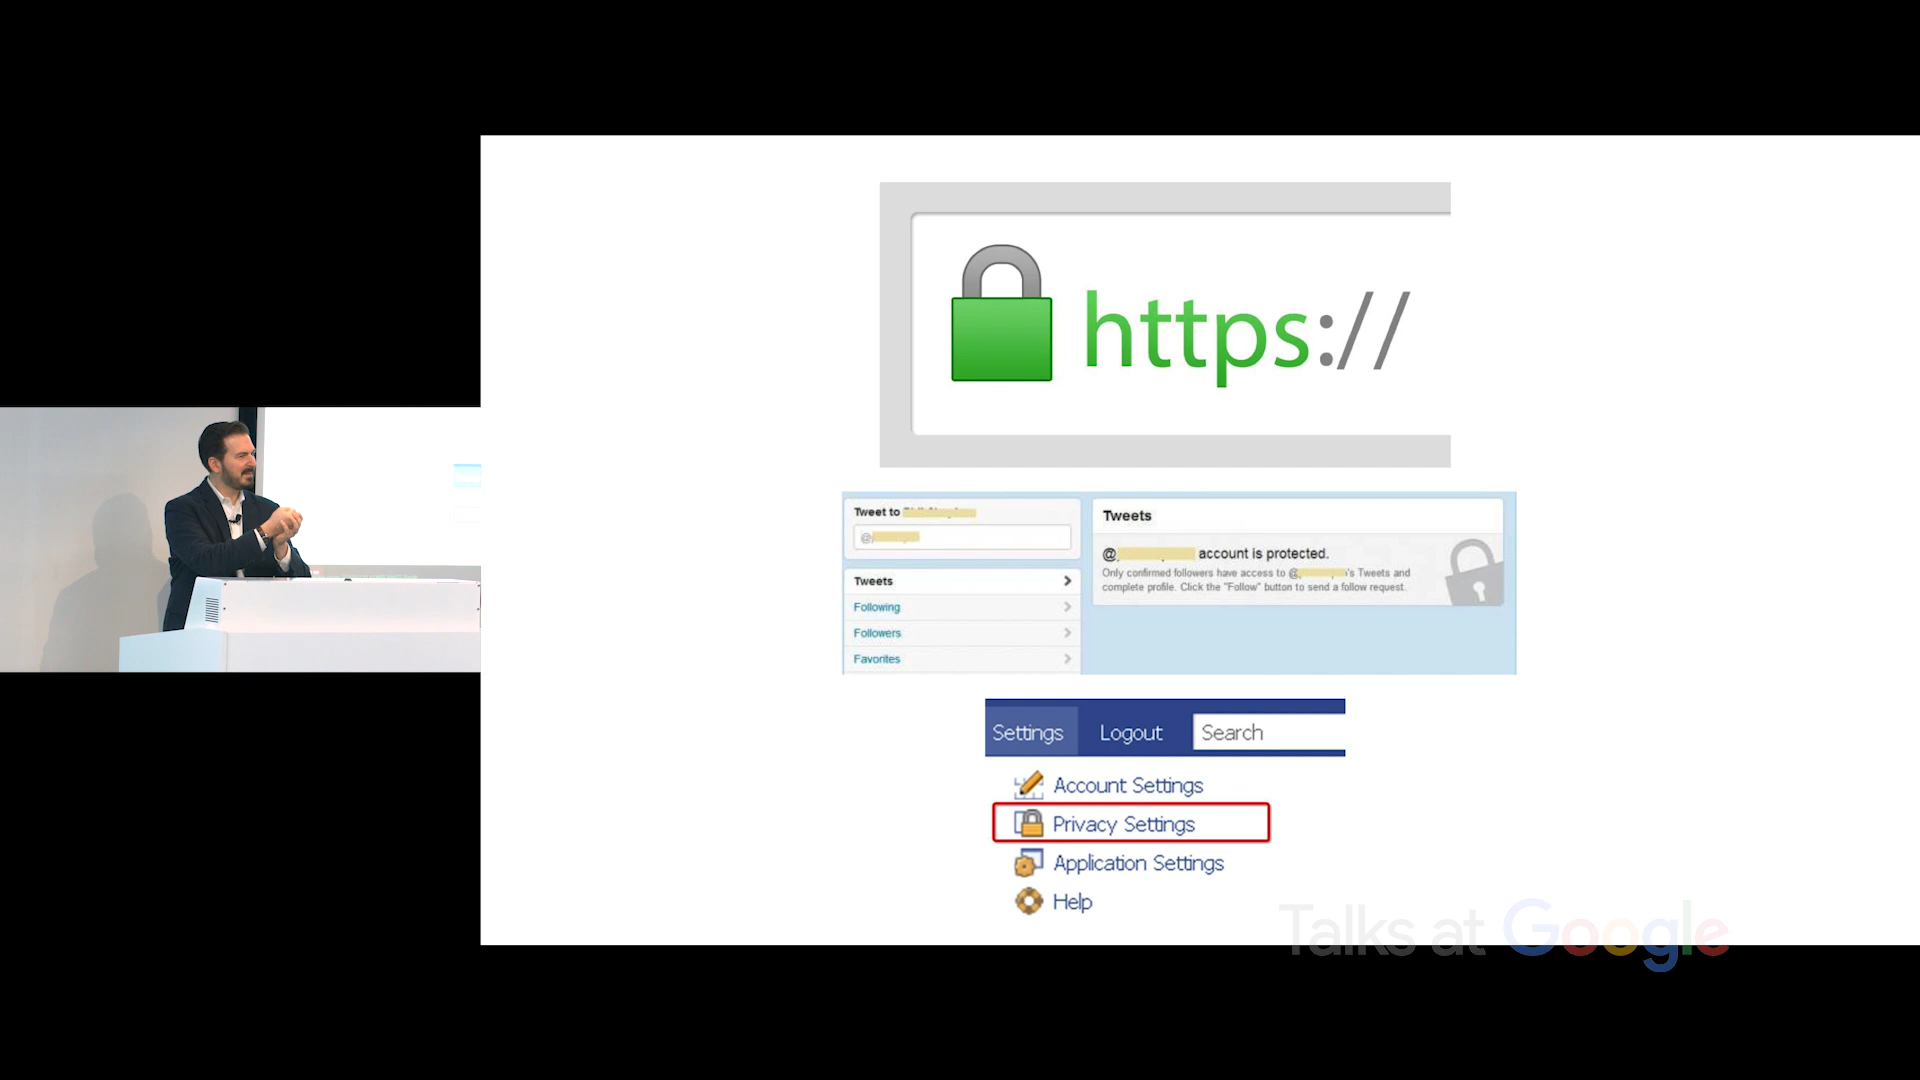 https://
Tweet to
@
Tweets
Following
Followers
Favorites
Tweets
@ account is protected.
Only confirmed followers have access to @ 's Tweets and
complete profile. Click the "Follow" button to send a follow request.
Settings Logout Search
Account Settings
Privacy Settings
Application Settings
Help
Talks at Google